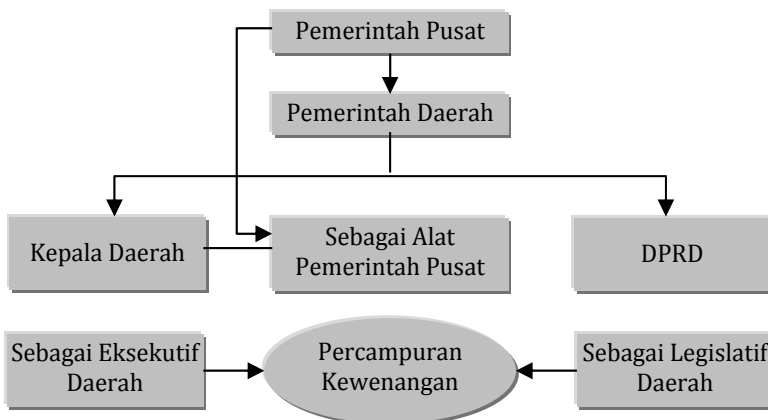 Pemerintah Pusat
Pemerintah Daerah
Kepala Daerah
Sebagai Alat
Pemerintah Pusat
DPRD
Sebagai Eksekutif
Daerah
Percampuran
Kewenangan
Sebagai Legislatif
Daerah